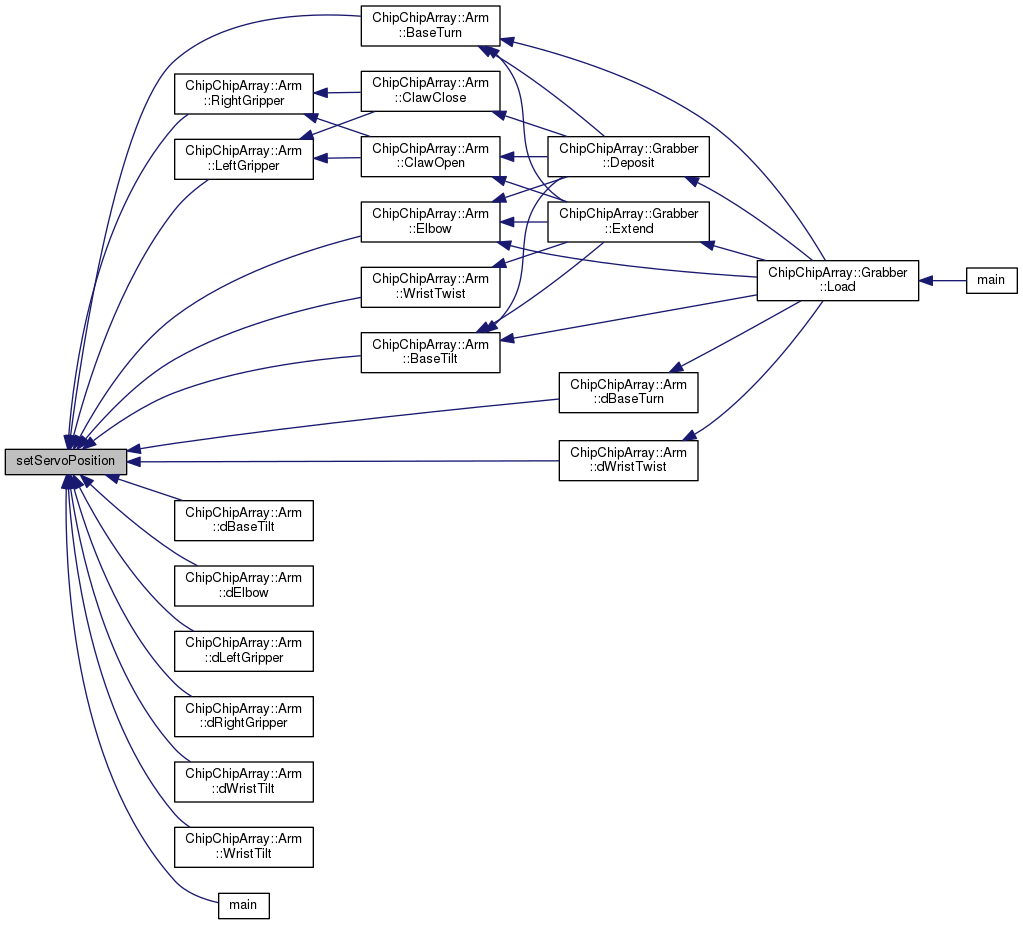 ChipChipArray::Arm
::BaseTurn
ChipChipArray::Arm
::RightGripper
ChipChipArray::Arm
::ClawClose
ChipChipArray::Arm
::LeftGripper
ChipChipArray::Arm
::ClawOpen
ChipChipArray::Grabber
::Deposit
ChipChipArray::Arm
::Elbow
ChipChipArray::Grabber
::Extend
ChipChipArray::Arm
::WristTwist
ChipChipArray::Grabber
::Load
main
ChipChipArray::Arm
::BaseTilt
ChipChipArray::Arm
::dBaseTurn
setServoPosition
ChipChipArray::Arm
::dWristTwist
ChipChipArray::Arm
::dBaseTilt
ChipChipArray::Arm
::dElbow
ChipChipArray::Arm
::dLeftGripper
ChipChipArray::Arm
::dRightGripper
ChipChipArray::Arm
::dWristTilt
ChipChipArray::Arm
::WristTilt
main